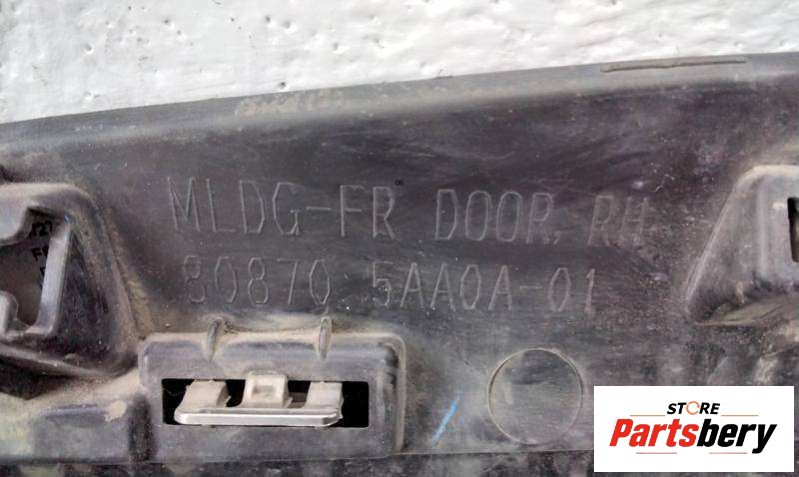 MLDG-FR DOOR, RH
80870 5AA0A-01
STORE
Partsbery